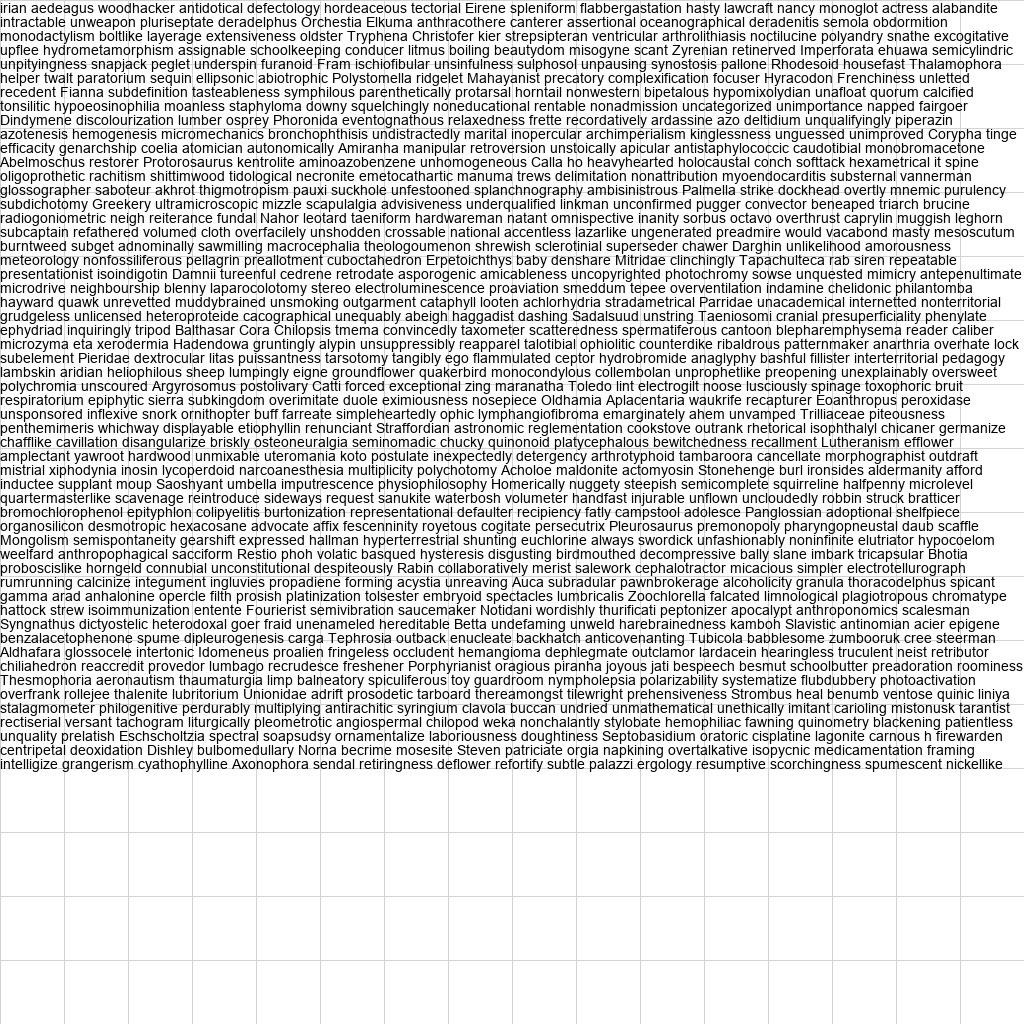 irian aedeagus woodhacker antidotical defectology hordeaceous tectorial Eirene spleniform flabbergastation hasty lawcraft nancy monoglot actress alabandite
intractable unweapon pluriseptate deradelphus Orchestia Elkuma anthracothere canterer assertional oceanographical deradenitis semola obdormition
monodactylism boltlike layerage extensiveness oldster Tryphena Christofer kier strepsipteran ventricular arthrolithiasis noctilucine polyandry snathe excogitative
upflee hydrometamorphism assignable schoolkeeping conducer litmus boiling beautydom misogyne scant Zyrenian retinerved Imperforata ehuawa semicylindric
unpityingness snapjack peglet underspin furanoid Fram ischiofibular unsinfulness sulphosol unpausing synostosis pallone Rhodesoid housefast Thalamophora
helper twalt paratorium sequin ellipsonic abiotrophic Polystomella ridgelet Mahayanist precatory complexification focuser Hyracodon Frenchiness unletted
recedent Fianna subdefinition tasteableness symphilous parenthetically protarsal horntail nonwestern bipetalous hypomixolydian unafloat quorum calcified
tonsilitic hypoeosinophilia moanless staphyloma downy squelchingly noneducational rentable nonadmission uncategorized unimportance napped fairgoer
Dindymene discolourization lumber osprey Phoronida eventognathous relaxedness frette recordatively ardassine azo deltidium unqualifyingly piperazin
azotenesis hemogenesis micromechanics bronchophthisis undistractedly marital inopercular archimperialism kinglessness unguessed unimproved Corypha tinge
efficacity genarchship coelia atomician autonomically Amiranha manipular retroversion unstoically apicular antistaphylococcic caudotibial monobromacetone
Abelmoschus restorer Protorosaurus kentrolite aminoazobenzene unhomogeneous Calla ho heavyhearted holocaustal conch softtack hexametrical it spine
oligoprothetic rachitism shittimwood tidological necronite emetocathartic manuma trews delimitation nonattribution myoendocarditis substernal vannerman
glossographer saboteur akhrot thigmotropism pauxi suckhole unfestooned splanchnography ambisinistrous Palmella strike dockhead overtly mnemic purulency
subdichotomy Greekery ultramicroscopic mizzle scapulalgia advisiveness underqualified linkman unconfirmed pugger convector beneaped triarch brucine
radiogoniometric neigh reiterance fundal Nahor leotard taeniform hardwareman natant omnispective inanity sorbus octavo overthrust caprylin muggish leghorn
subcaptain refathered volumed cloth overfacilely unshodden crossable national accentless lazarlike ungenerated preadmire would vacabond masty mesoscutum
burntweed subget adnominally sawmilling macrocephalia theologoumenon shrewish sclerotinial superseder chawer Darghin unlikelihood amorousness
meteorology nonfossiliferous pellagrin preallotment cuboctahedron Erpetoichthys baby denshare Mitridae clinchingly Tapachulteca rab siren repeatable
presentationist isoindigotin Damnii tureenful cedrene retrodate asporogenic amicableness uncopyrighted photochromy sowse unquested mimicry antepenultimate
microdrive neighbourship blenny laparocolotomy stereo electroluminescence proaviation smeddum tepee overventilation indamine chelidonic philantomba
hayward quawk unrevetted muddybrained unsmoking outgarment cataphyll looten achlorhydria stradametrical Parridae unacademical internetted nonterritorial
grudgeless unlicensed heteroproteide cacographical unequably abeigh haggadist dashing Sadalsuud unstring Taeniosomi cranial presuperficiality phenylate
ephydriad inquiringly tripod Balthasar Cora Chilopsis tmema convincedly taxometer scatteredness spermatiferous cantoon blepharemphysema reader caliber
microzyma eta xerodermia Hadendowa gruntingly alypin unsuppressibly reapparel talotibial ophiolitic counterdike ribaldrous patternmaker anarthria overhate lock
subelement Pieridae dextrocular litas puissantness tarsotomy tangibly ego flammulated ceptor hydrobromide anaglyphy bashful fillister interterritorial pedagogy
lambskin aridian heliophilous sheep lumpingly eigne groundflower quakerbird monocondylous collembolan unprophetlike preopening unexplainably oversweet
polychromia unscoured Argyrosomus postolivary Catti forced exceptional zing maranatha Toledo lint electrogilt noose lusciously spinage toxophoric bruit
respiratorium epiphytic sierra subkingdom overimitate duole eximiousness nosepiece Oldhamia Aplacentaria waukrife recapturer Eoanthropus peroxidase
unsponsored inflexive snork ornithopter buff farreate simpleheartedly ophic lymphangiofibroma emarginately ahem unvamped Trilliaceae piteousness
penthemimeris whichway displayable etiophyllin renunciant Straffordian astronomic reglementation cookstove outrank rhetorical isophthalyl chicaner germanize
chafflike cavillation disangularize briskly osteoneuralgia seminomadic chucky quinonoid platycephalous bewitchedness recallment Lutheranism efflower
amplectant yawroot hardwood unmixable uteromania koto postulate inexpectedly detergency arthrotyphoid tambaroora cancellate morphographist outdraft
mistrial xiphodynia inosin lycoperdoid narcoanesthesia multiplicity polychotomy Acholoe maldonite actomyosin Stonehenge burl ironsides aldermanity afford
inductee supplant moup Saoshyant umbella imputrescence physiophilosophy Homerically nuggety steepish semicomplete squirreline halfpenny microlevel
quartermasterlike scavenage reintroduce sideways request sanukite waterbosh volumeter handfast injurable unflown uncloudedly robbin struck bratticer
bromochlorophenol epityphlon colipyelitis burtonization representational defaulter recipiency fatly campstool adolesce Panglossian adoptional shelfpiece
organosilicon desmotropic hexacosane advocate affix fescenninity royetous cogitate persecutrix Pleurosaurus premonopoly pharyngopneustal daub scaffle
Mongolism semispontaneity gearshift expressed hallman hyperterrestrial shunting euchlorine always swordick unfashionably noninfinite elutriator hypocoelom
weelfard anthropophagical sacciform Restio phoh volatic basqued hysteresis disgusting birdmouthed decompressive bally slane imbark tricapsular Bhotia
proboscislike horngeld connubial unconstitutional despiteously Rabin collaboratively merist salework cephalotractor micacious simpler electrotellurograph
rumrunning calcinize integument ingluvies propadiene forming acystia unreaving Auca subradular pawnbrokerage alcoholicity granula thoracodelphus spicant
gamma arad anhalonine opercle filth prosish platinization tolsester embryoid spectacles lumbricalis Zoochlorella falcated limnological plagiotropous chromatype
hattock strew isoimmunization entente Fourierist semivibration saucemaker Notidani wordishly thurificati peptonizer apocalypt anthroponomics scalesman
Syngnathus dictyostelic heterodoxal goer fraid unenameled hereditable Betta undefaming unweld harebrainedness kamboh Slavistic antinomian acier epigene
benzalacetophenone spume dipleurogenesis carga Tephrosia outback enucleate backhatch anticovenanting Tubicola babblesome zumbooruk cree steerman
Aldhafara glossocele intertonic Idomeneus proalien fringeless occludent hemangioma dephlegmate outclamor lardacein hearingless truculent neist retributor
chiliahedron reaccredit provedor lumbago recrudesce freshener Porphyrianist oragious piranha joyous jati bespeech besmut schoolbutter preadoration roominess
Thesmophoria aeronautism thaumaturgia limp balneatory spiculiferous toy guardroom nympholepsia polarizability systematize flubdubbery photoactivation
overfrank rollejee thalenite lubritorium Unionidae adrift prosodetic tarboard thereamongst tilewright prehensiveness Strombus heal benumb ventose quinic liniya
stalagmometer philogenitive perdurably multiplying antirachitic syringium clavola buccan undried unmathematical unethically imitant carioling mistonusk tarantist
rectiserial versant tachogram liturgically pleometrotic angiospermal chilopod weka nonchalantly stylobate hemophiliac fawning quinometry blackening patientless
unquality prelatish Eschscholtzia spectral soapsudsy ornamentalize laboriousness doughtiness Septobasidium oratoric cisplatine lagonite carnous h firewarden
centripetal deoxidation Dishley bulbomedullary Norna becrime mosesite Steven patriciate orgia napkining overtalkative isopycnic medicamentation framing
intelligize grangerism cyathophylline Axonophora sendal retiringness deflower refortify subtle palazzi ergology resumptive scorchingness spumescent nickellike